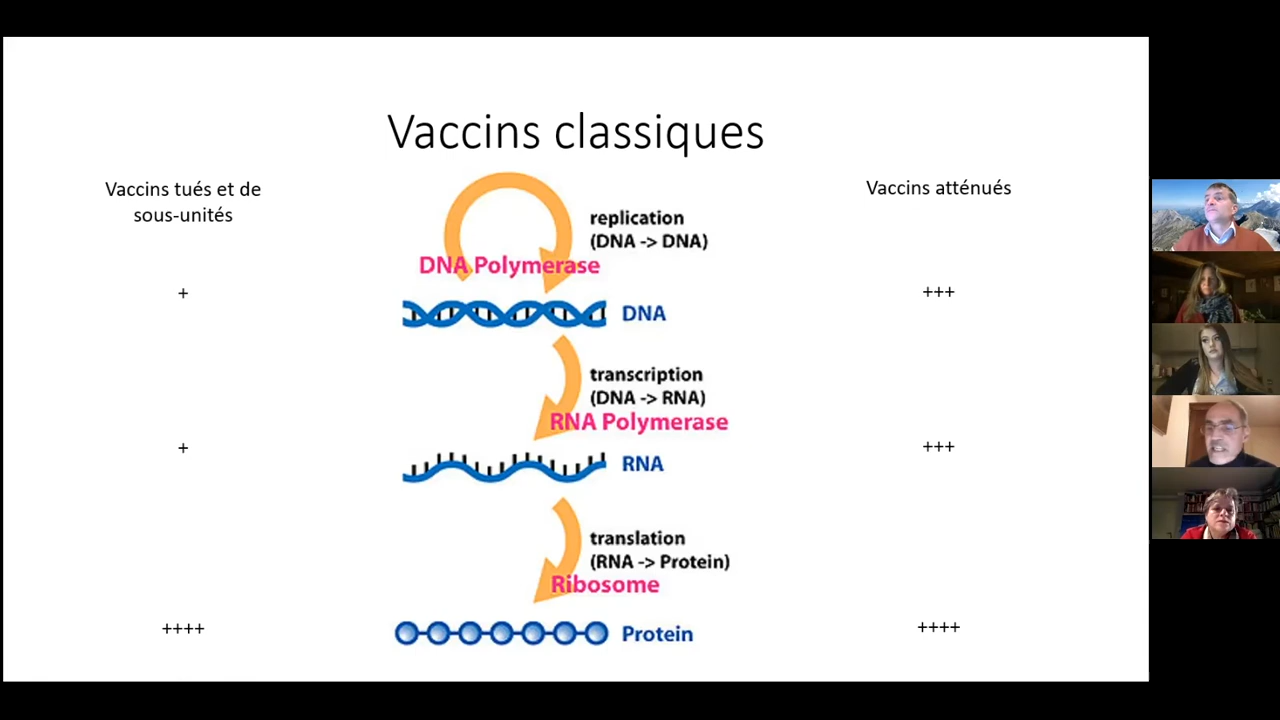 Vaccins classiques
Vaccins tués et de
sous-unités
Vaccins atténués
replication
(DNA -> DNA)
DNA Polymerase
+
+++
DNA
transcription
(DNA -> RNA)
RNA Polymerase
+
+++
RNA
translation
(RNA -> Protein)
Ribosome
++++
++++
Protein